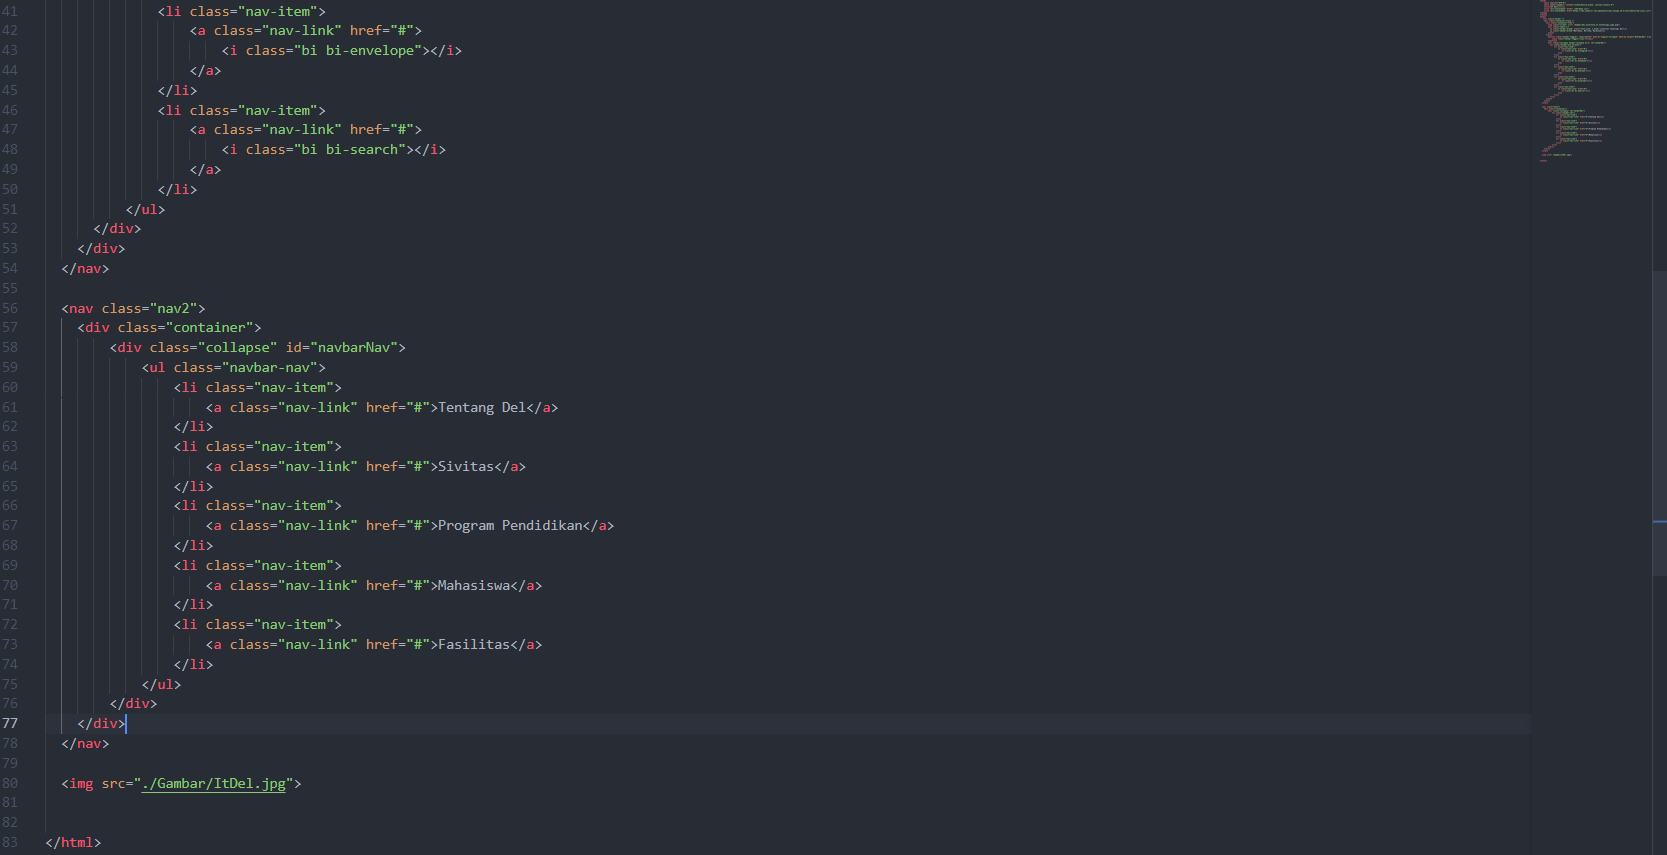 41 <li class="nav-item">
42 <a class="nav-link" href="#">
43 <i class="bi bi-envelope"></i>
44 </a>
45 </li>
46 <li class="nav-item">
47 <a class="nav-link" href="#">
48 <i class="bi bi-search"></i>
49 </a>
50 </li>
51 </ul>
52 </div>
53 </div>
54 </nav>
55
56 <nav class="nav2">
57 <div class="container">
58 <div class="collapse" id="navbarNav">
59 <ul class="navbar-nav">
60 <li class="nav-item">
61 <a class="nav-link" href="#">Tentang Del</a>
62 </li>
63 <li class="nav-item">
64 <a class="nav-link" href="#">Sivitas</a>
65 </li>
66 <li class="nav-item">
67 <a class="nav-link" href="#">Program Pendidikan</a>
68 </li>
69 <li class="nav-item">
70 <a class="nav-link" href="#">Mahasiswa</a>
71 </li>
72 <li class="nav-item">
73 <a class="nav-link" href="#">Fasilitas</a>
74 </li>
75 </ul>
76 </div>
77 </div>
78 </nav>
79
80 <img src="./Gambar/ItDel.jpg">
81
82
83 </html>